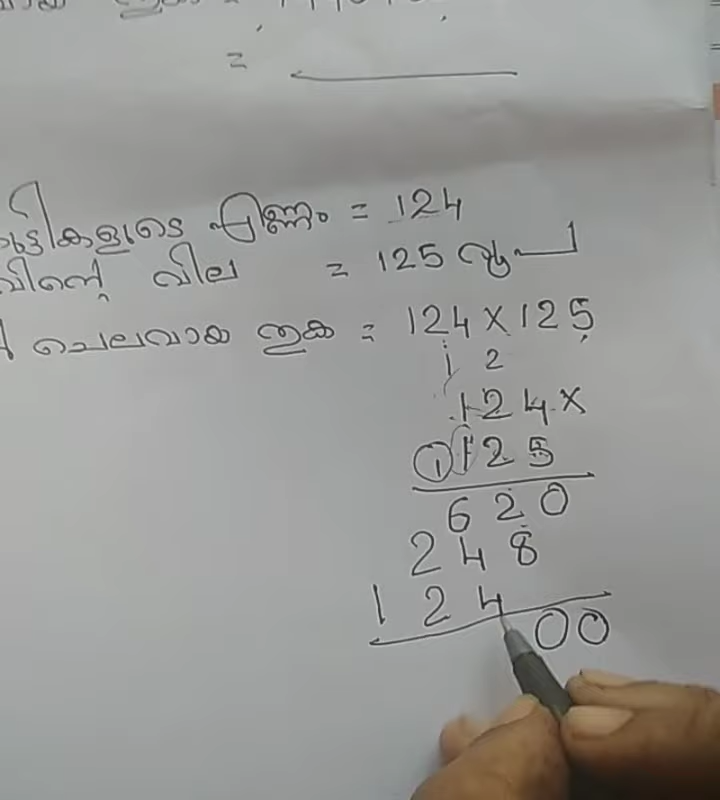 =
ട്ടികളുടെ എണ്ണം = 124
വിന്റെ വില = 125 രൂപ
ചെലവായ തുക = 124 × 125
1 2
124 ×
1 125
620
248
124
00